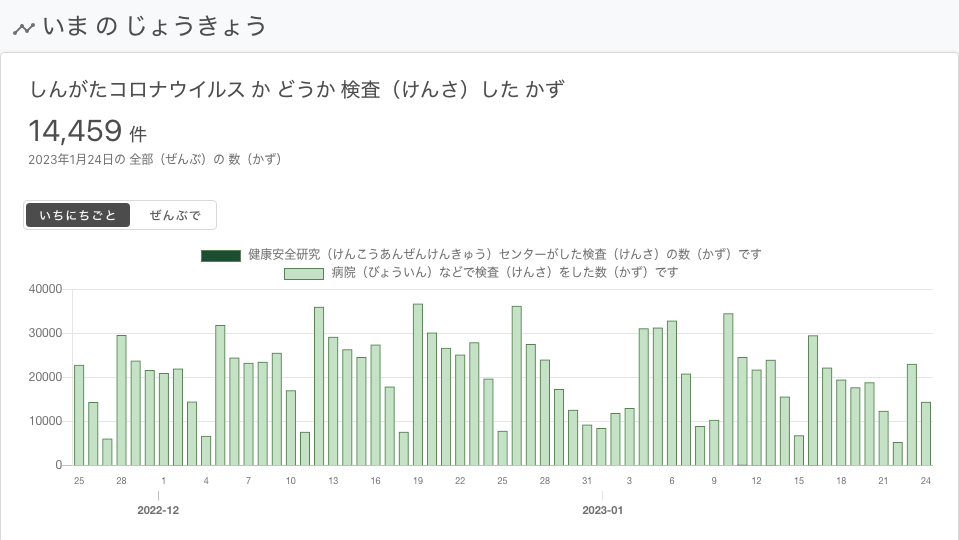 いま の じょうきょう
しんがたコロナウイルス か どうか 検査（けんさ）した かず
14,459 件
2023年1月24日の 全部（ぜんぶ）の 数（かず）
いちにちごと ぜんぶで
健康安全研究（けんこうあんぜんけんきゅう）センターがした検査（けんさ）の数（かず）です
病院（びょういん）などで検査（けんさ）をした数（かず）です
40000
30000
20000
10000
0
25 28 1 4 7 10 13 16 19 22 25 28 31 3 6 9 12 15 18 21 24
2022-12 2023-01